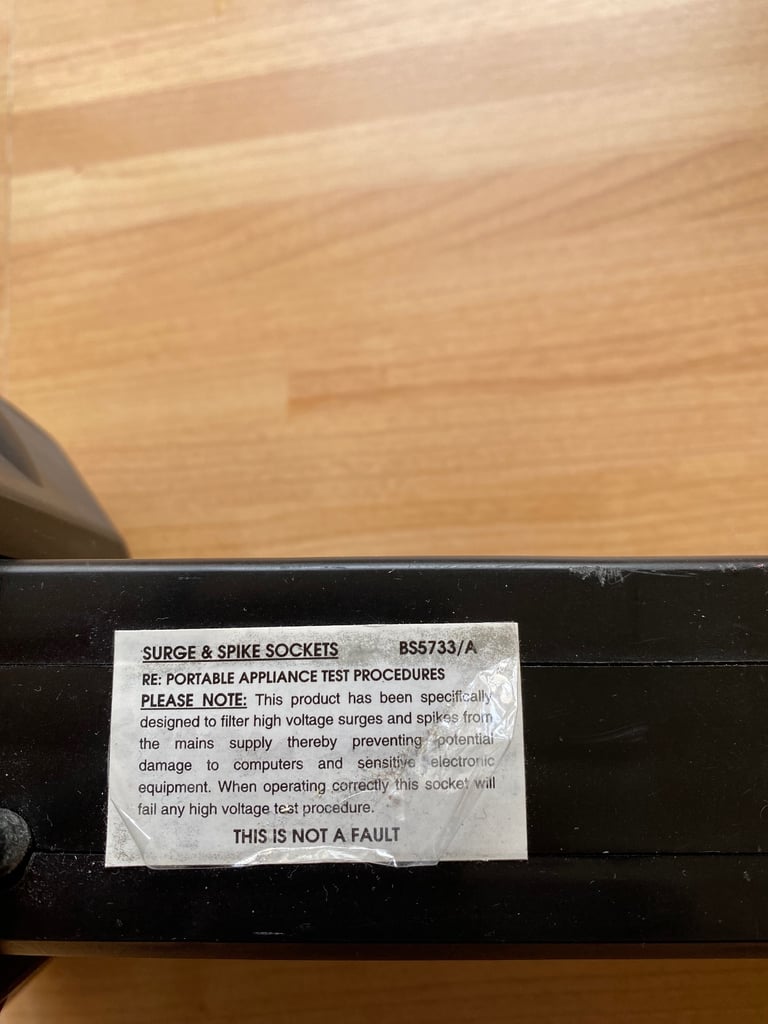 SURGE & SPIKE SOCKETS BS5733/A
RE: PORTABLE APPLIANCE TEST PROCEDURES
PLEASE NOTE: This product has been specifically
designed to filter high voltage surges and spikes from
the mains supply thereby preventing potential
damage to computers and sensitive electronic
equipment. When operating correctly this socket will
fail any high voltage test procedure.
THIS IS NOT A FAULT